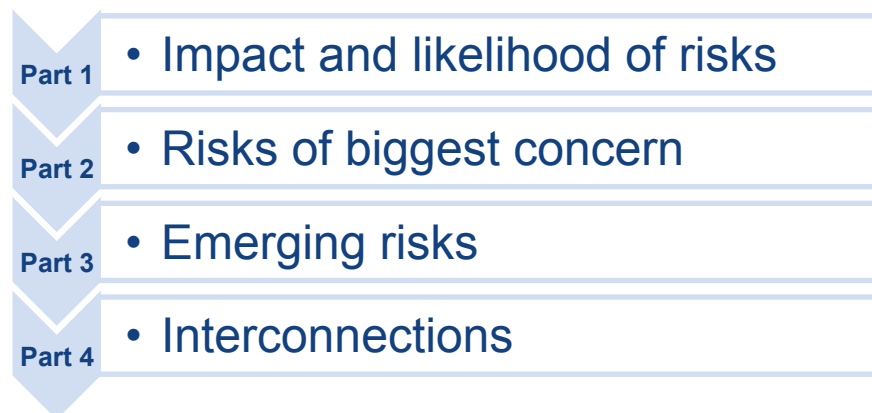 Part 1 • Impact and likelihood of risks
Part 2 • Risks of biggest concern
Part 3 • Emerging risks
Part 4 • Interconnections